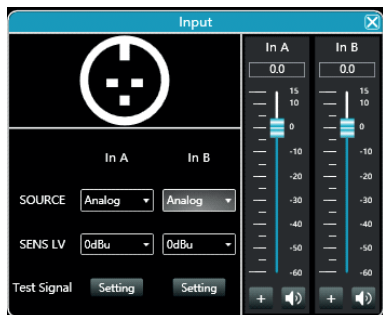 Input
In A In B
SOURCE Analog Analog
SENS LV 0dBu 0dBu
Test Signal Setting Setting
In A In B
0.0 0.0
15 15
10 10
0 0
-10 -10
-20 -20
-30 -30
-40 -40
-50 -50
-60 -60
+ +